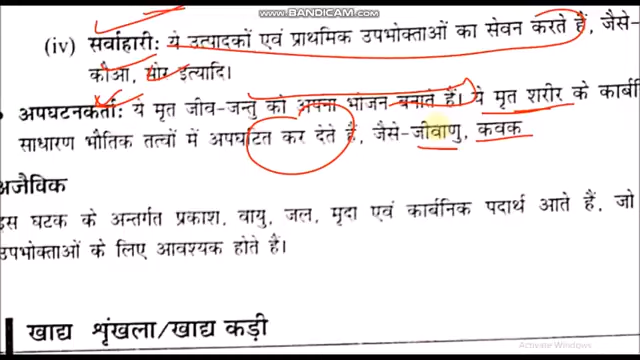 www.BANDICAM.com
(iv) सर्वाहारी: ये उत्पादकों एवं प्राथमिक उपभोक्ताओं का सेवन करते हैं, जैसे-
कौआ, मोर इत्यादि।
• अपघटनकर्ता: ये मृत जीव-जन्तु को अपना भोजन बनाते हैं। ये मृत शरीर के कार्बनि
साधारण भौतिक तत्वों में अपघटित कर देते हैं, जैसे-जीवाणु, कवक
अजैविक
इस घटक के अन्तर्गत प्रकाश, वायु, जल, मृदा एवं कार्बनिक पदार्थ आते हैं, जो
उपभोक्ताओं के लिए आवश्यक होते हैं।
खाद्य श्रृंखला/खाद्य कड़ी
Activate Windows